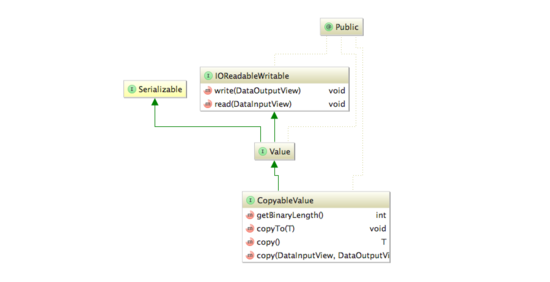 Public
IOReadableWritable
write(DataOutputView) void
read(DataInputView) void
Serializable
Value
CopyableValue
getBinaryLength() int
copyTo(T) void
copy() T
copy(DataInputView, DataOutputVi